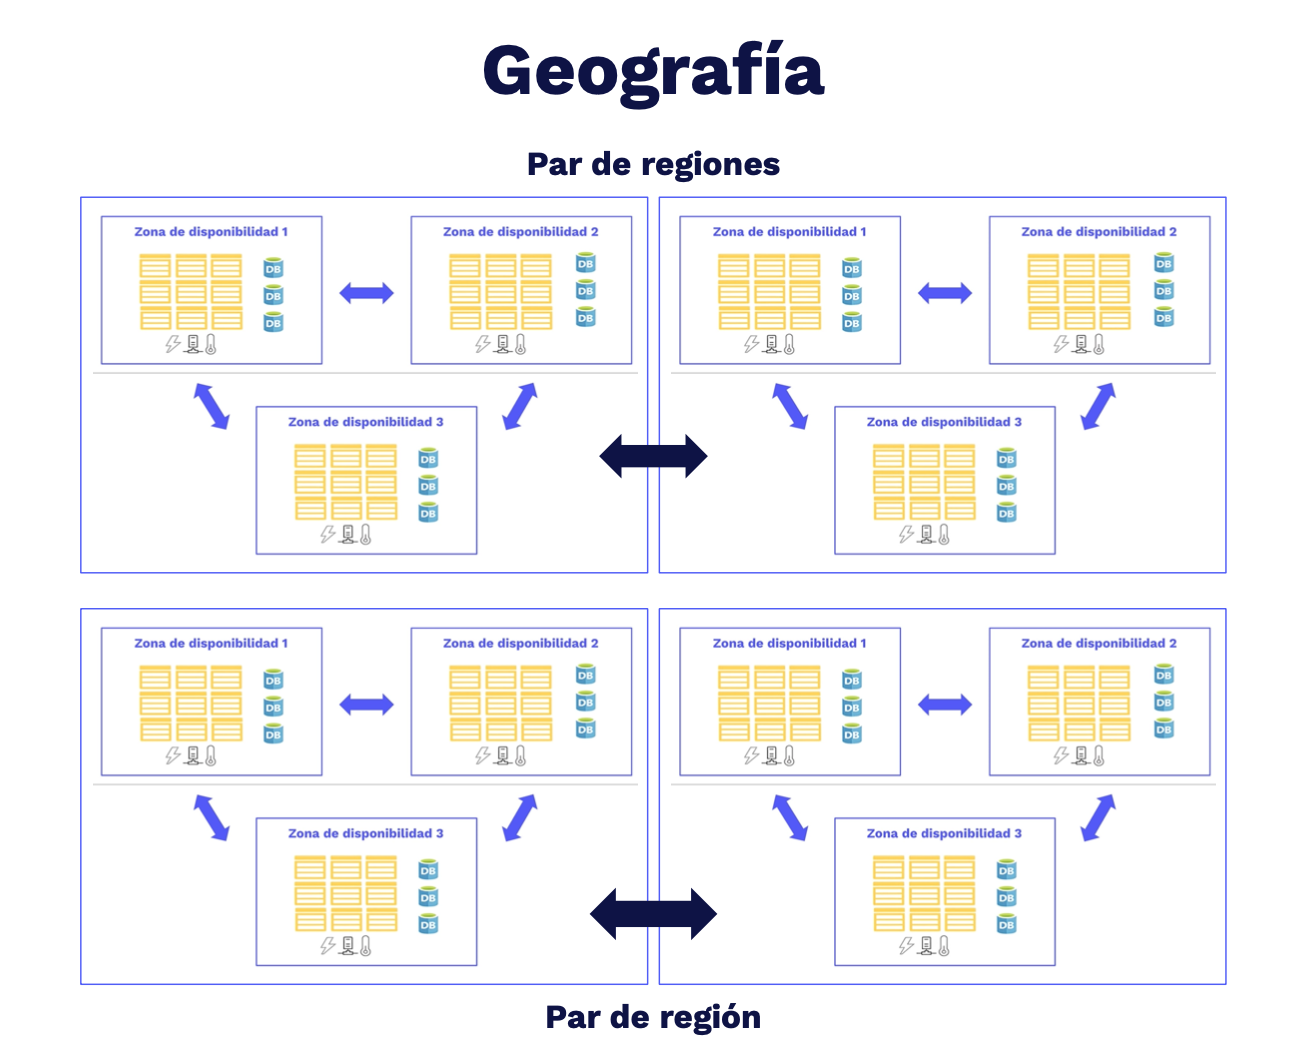 Geografía
Par de regiones
Zona de disponibilidad 1
DB
DB
DB
Zona de disponibilidad 2
DB
DB
DB
Zona de disponibilidad 3
DB
DB
DB
Zona de disponibilidad 1
DB
DB
DB
Zona de disponibilidad 2
DB
DB
DB
Zona de disponibilidad 3
DB
DB
DB
Zona de disponibilidad 1
DB
DB
DB
Zona de disponibilidad 2
DB
DB
DB
Zona de disponibilidad 3
DB
DB
DB
Zona de disponibilidad 1
DB
DB
DB
Zona de disponibilidad 2
DB
DB
DB
Zona de disponibilidad 3
DB
DB
DB
Par de región